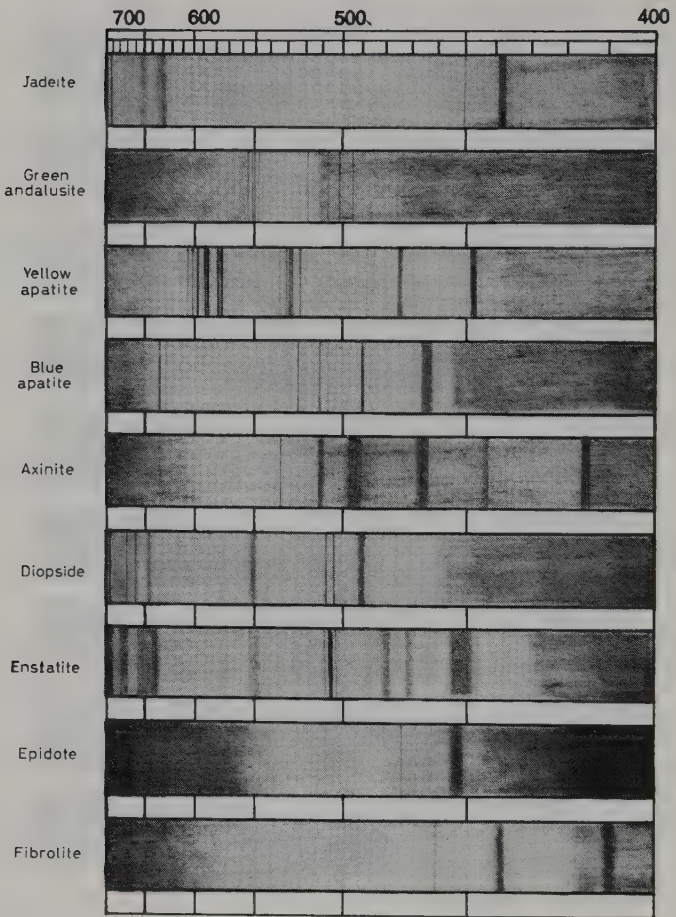 700 600 500 400
Jadeite
Green
andalusite
Yellow
apatite
Blue
apatite
Axinite
Diopside
Enstatite
Epidote
Fibrolite